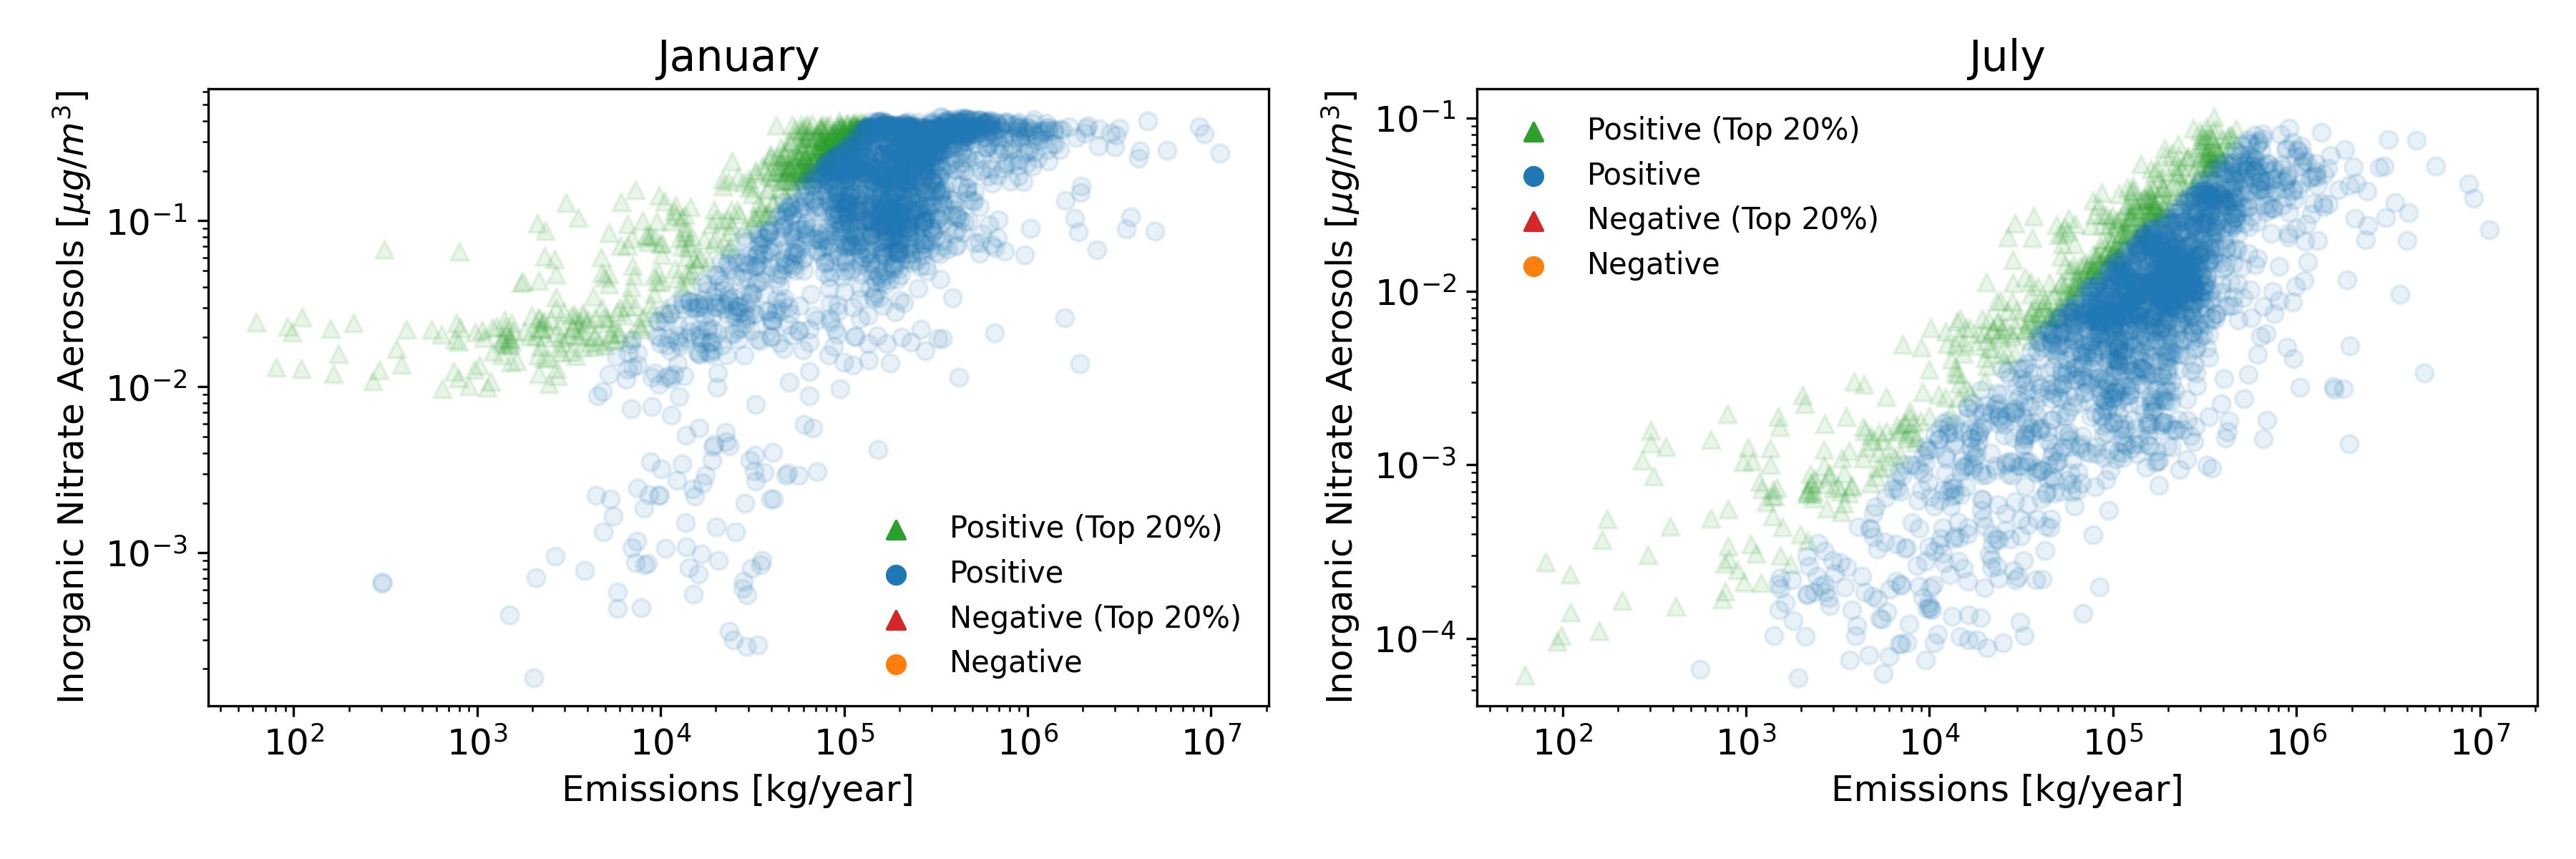 January
Inorganic Nitrate Aerosols [μg/m³]
10⁻¹
10⁻²
10⁻³
Positive (Top 20%)
Positive
Negative (Top 20%)
Negative
10² 10³ 10⁴ 10⁵ 10⁶ 10⁷
Emissions [kg/year]
July
Inorganic Nitrate Aerosols [μg/m³]
10⁻¹
10⁻²
10⁻³
10⁻⁴
Positive (Top 20%)
Positive
Negative (Top 20%)
Negative
10² 10³ 10⁴ 10⁵ 10⁶ 10⁷
Emissions [kg/year]